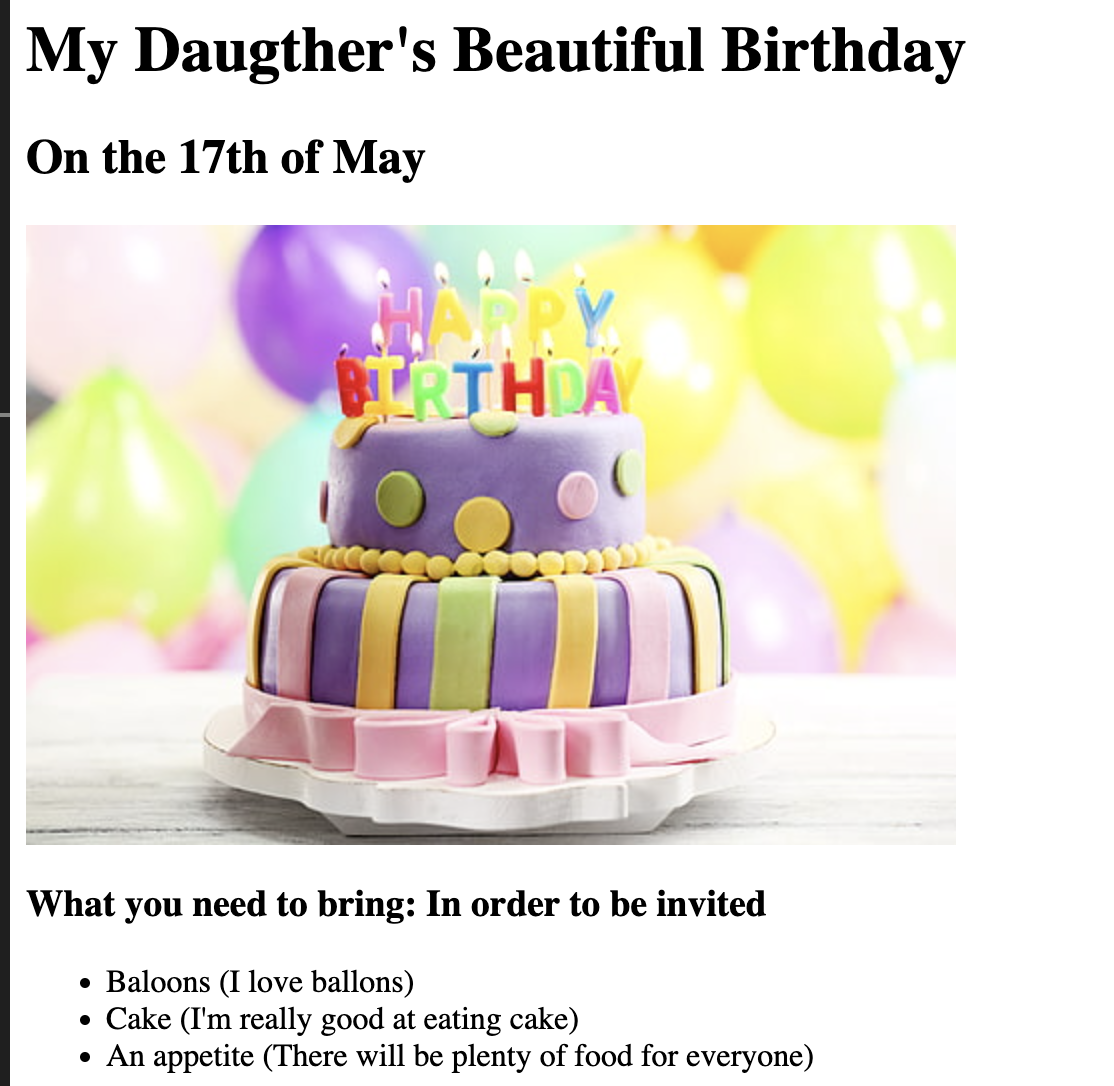 My Daugther's Beautiful Birthday
On the 17th of May
HAPPY
BIRTHDAY
What you need to bring: In order to be invited
Baloons (I love ballons)
Cake (I'm really good at eating cake)
An appetite (There will be plenty of food for everyone)